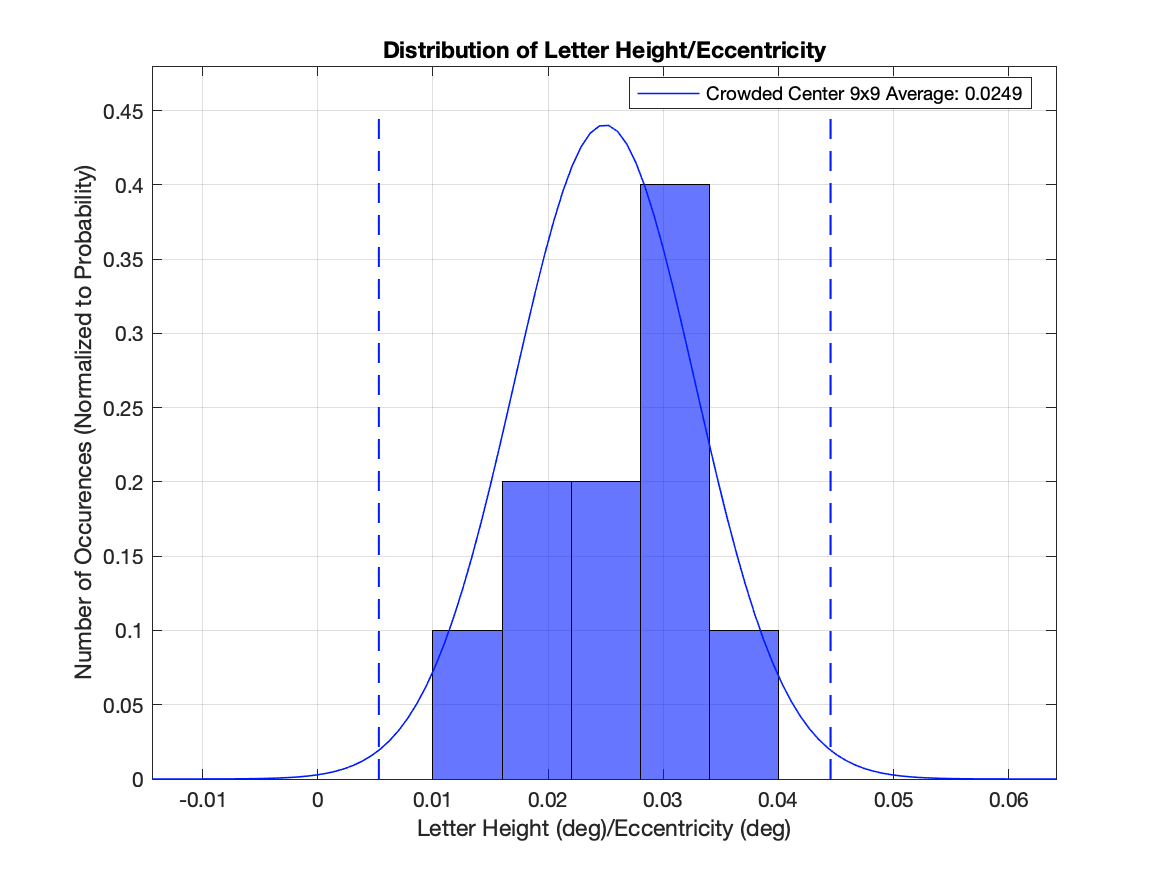 Distribution of Letter Height/Eccentricity
Crowded Center 9x9 Average: 0.0249
Number of Occurences (Normalized to Probability)
0.45
0.4
0.35
0.3
0.25
0.2
0.15
0.1
0.05
0
-0.01 0 0.01 0.02 0.03 0.04 0.05 0.06
Letter Height (deg)/Eccentricity (deg)